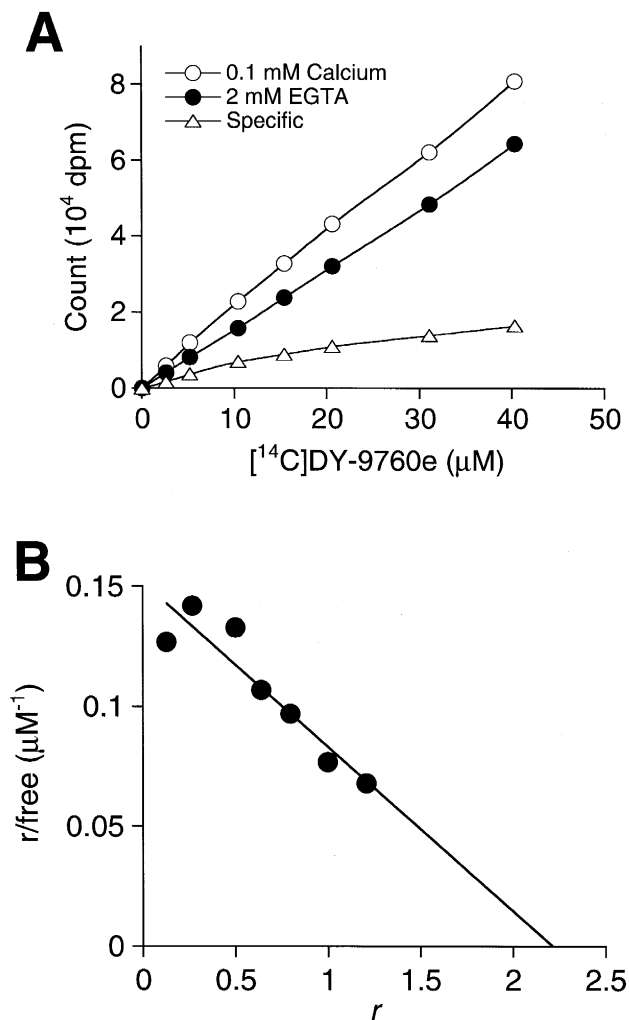 A
0.1 mM Calcium
2 mM EGTA
Specific
Count (10⁴ dpm)
8
6
4
2
0
0 10 20 30 40 50
[¹⁴C]DY-9760e (μM)
B
r/free (μM⁻¹)
0.15
0.1
0.05
0
0 0.5 1 1.5 2 2.5
r